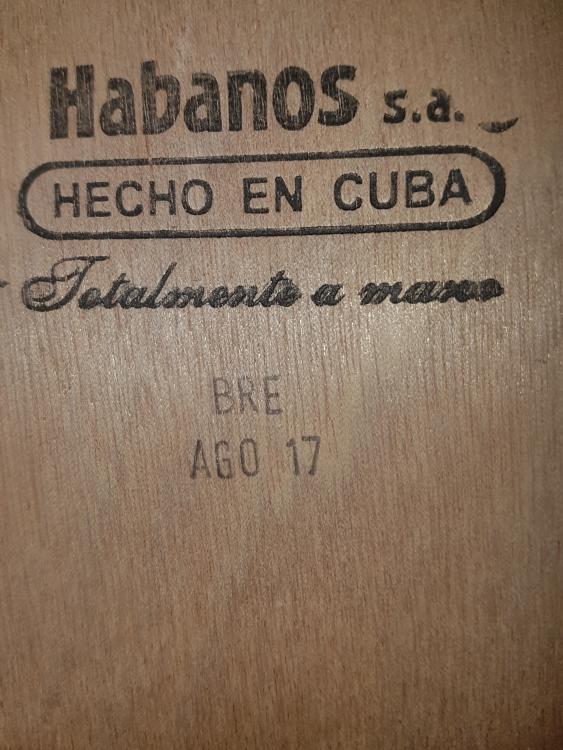 Habanos s.a.
HECHO EN CUBA
Totalmente a mano
BRE
AGO 17